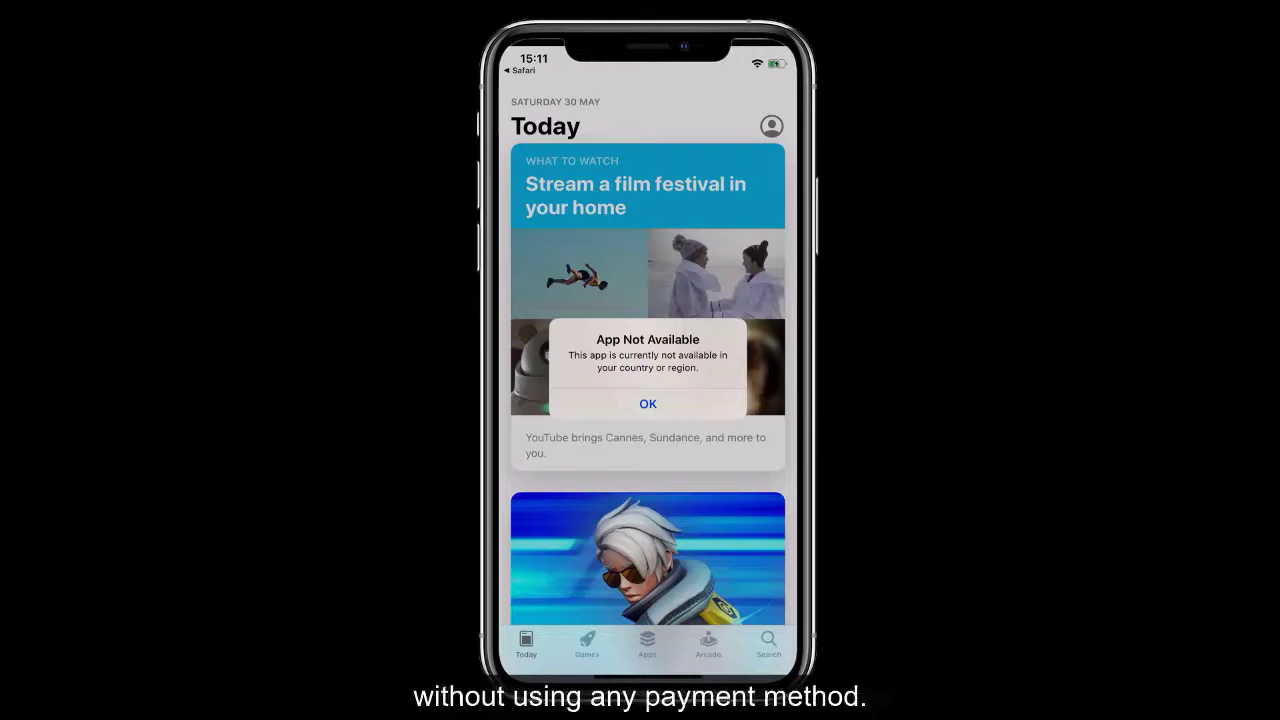 15:11
◀ Safari
SATURDAY 30 MAY
Today
WHAT TO WATCH
Stream a film festival in
your home
App Not Available
This app is currently not available in
your country or region.
OK
YouTube brings Cannes, Sundance, and more to
you.
Today Games Apps Arcade Search
without using any payment method.